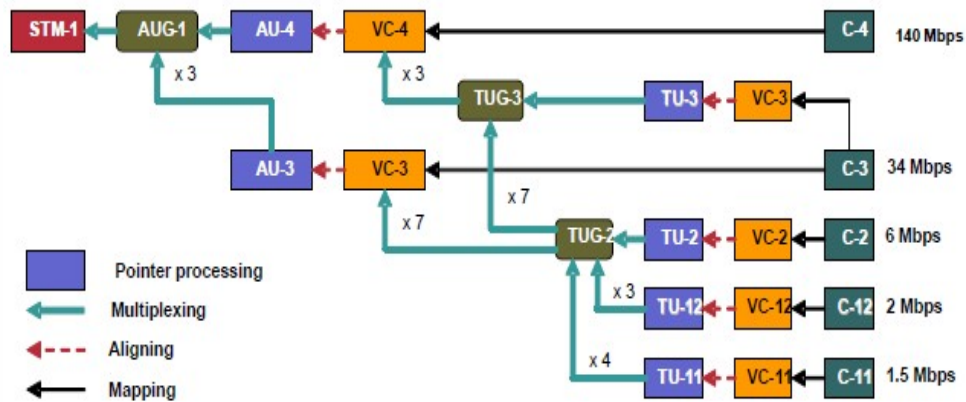 STM-1 AUG-1 AU-4 VC-4 C-4 140 Mbps
x 3 x 3
TUG-3 TU-3 VC-3
AU-3 VC-3 C-3 34 Mbps
x 7 x 7
TUG-2 TU-2 VC-2 C-2 6 Mbps
Pointer processing
x 3 TU-12 VC-12 C-12 2 Mbps
Multiplexing
Aligning
x 4 TU-11 VC-11 C-11 1.5 Mbps
Mapping